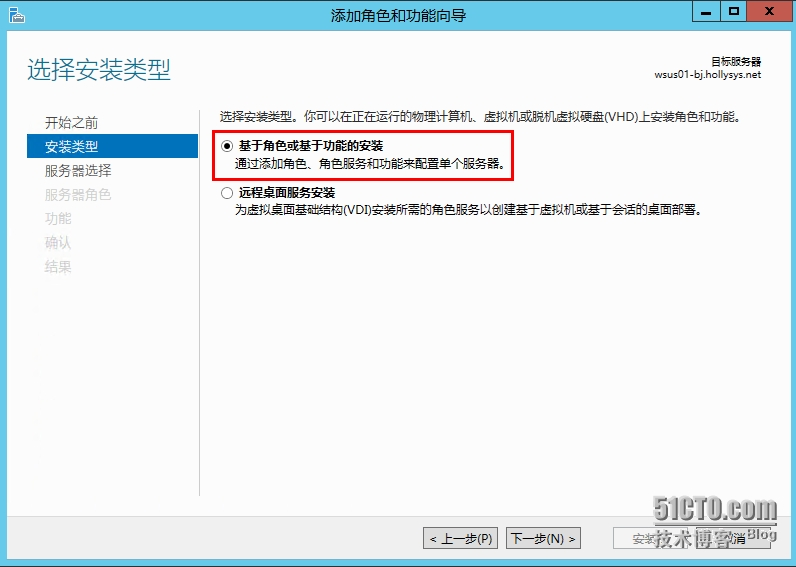 添加角色和功能向导
选择安装类型
目标服务器
wsus01-bj.hollysys.net
开始之前
安装类型
服务器选择
服务器角色
功能
确认
结果
选择安装类型。你可以在正在运行的物理计算机、虚拟机或脱机虚拟硬盘(VHD)上安装角色和功能。
基于角色或基于功能的安装
通过添加角色、角色服务和功能来配置单个服务器。
远程桌面服务安装
为虚拟桌面基础结构(VDI)安装所需的角色服务以创建基于虚拟机或基于会话的桌面部署。
< 上一步(P)
下一步(N) >
51CTO.com
技术博客 Blog